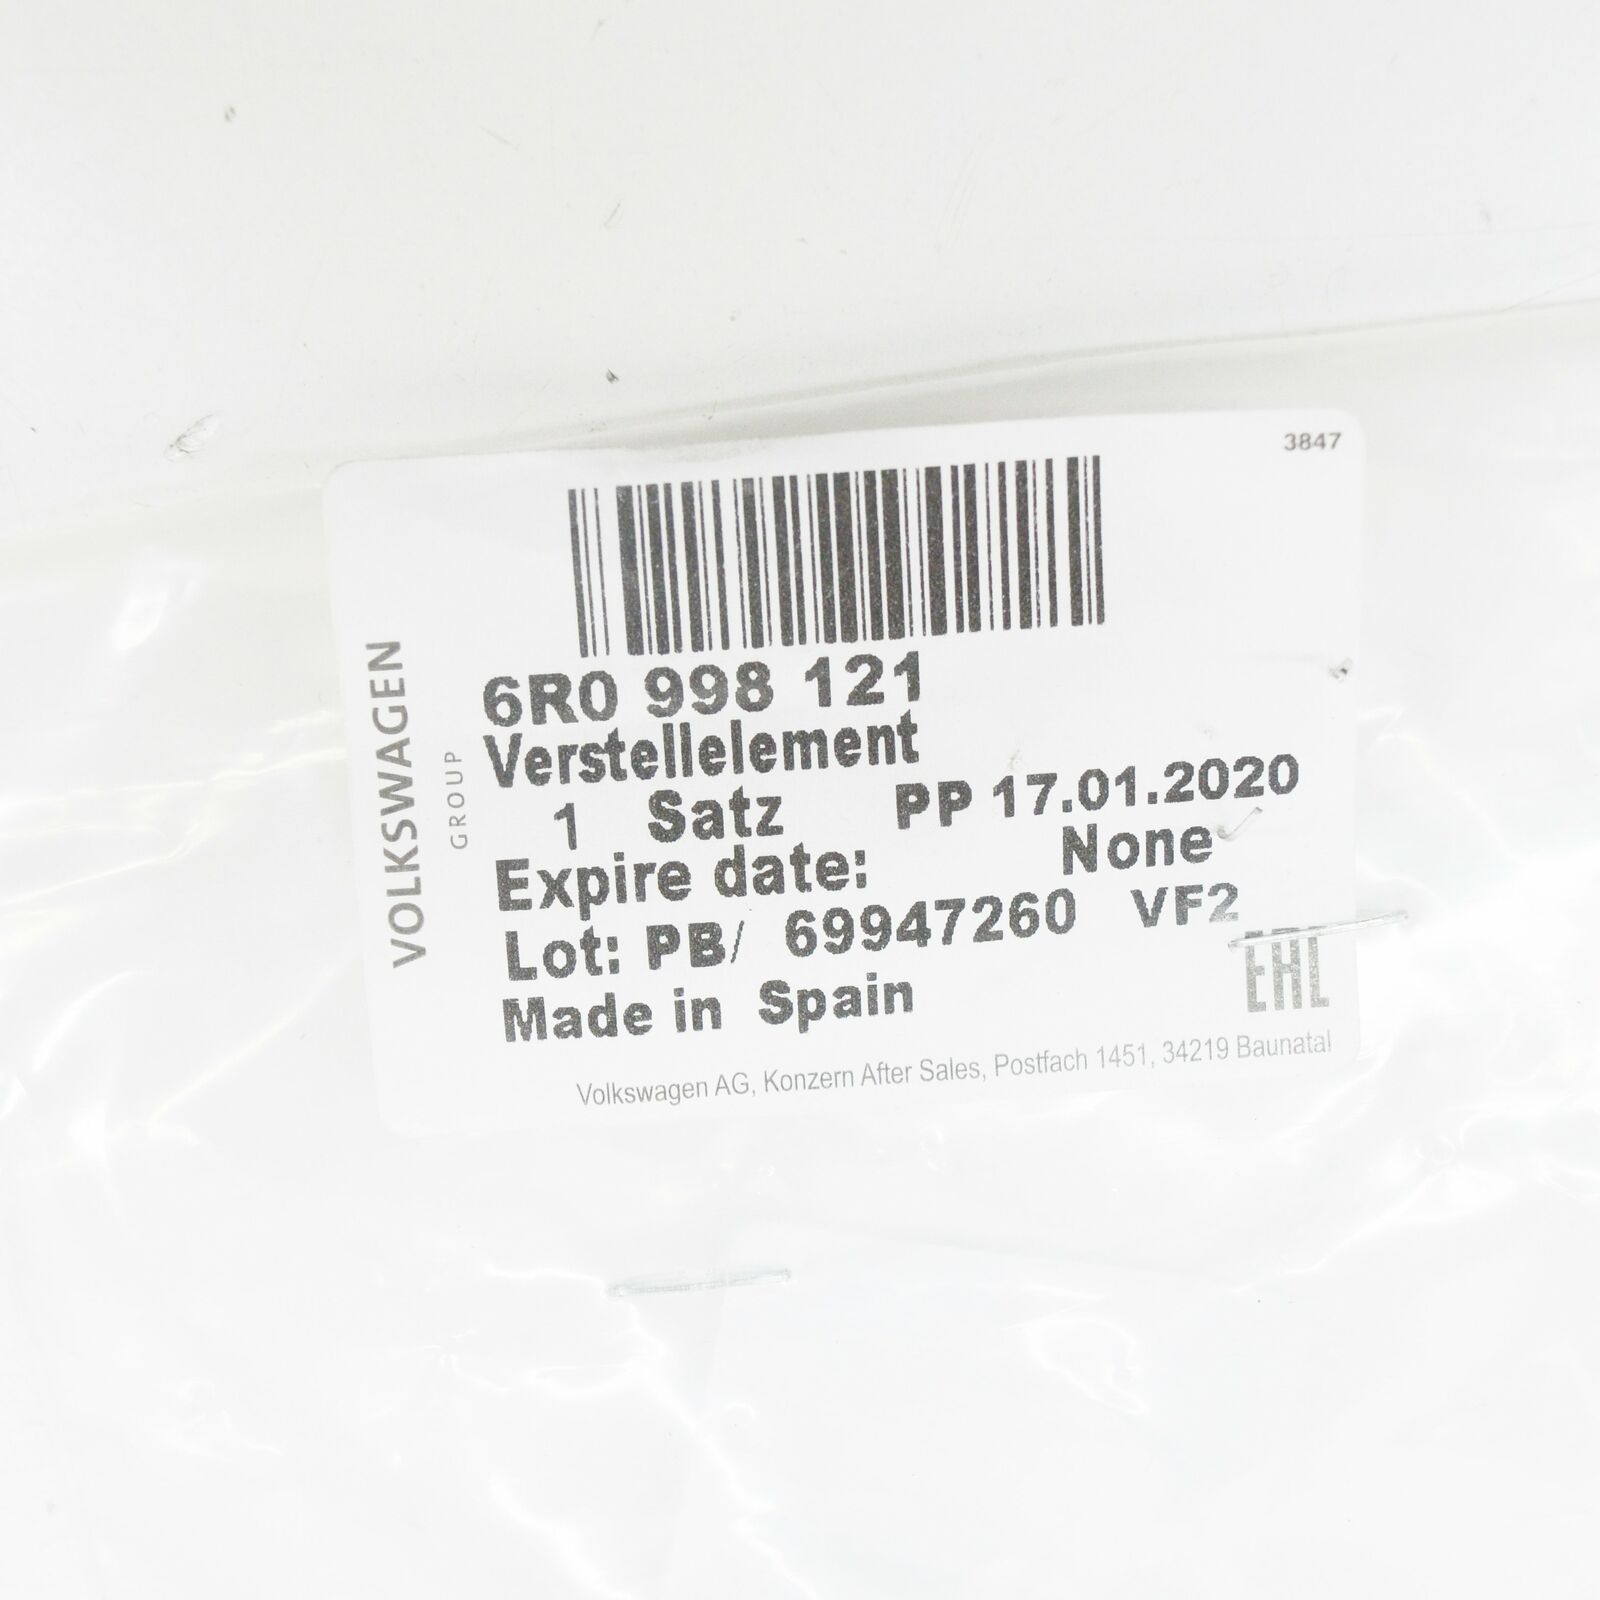 3847
VOLKSWAGEN
GROUP
6R0 998 121
Verstellelement
1 Satz PP 17.01.2020
Expire date: None
Lot: PB/ 69947260 VF2
Made in Spain
EAC
Volkswagen AG, Konzern After Sales, Postfach 1451, 34219 Baunatal